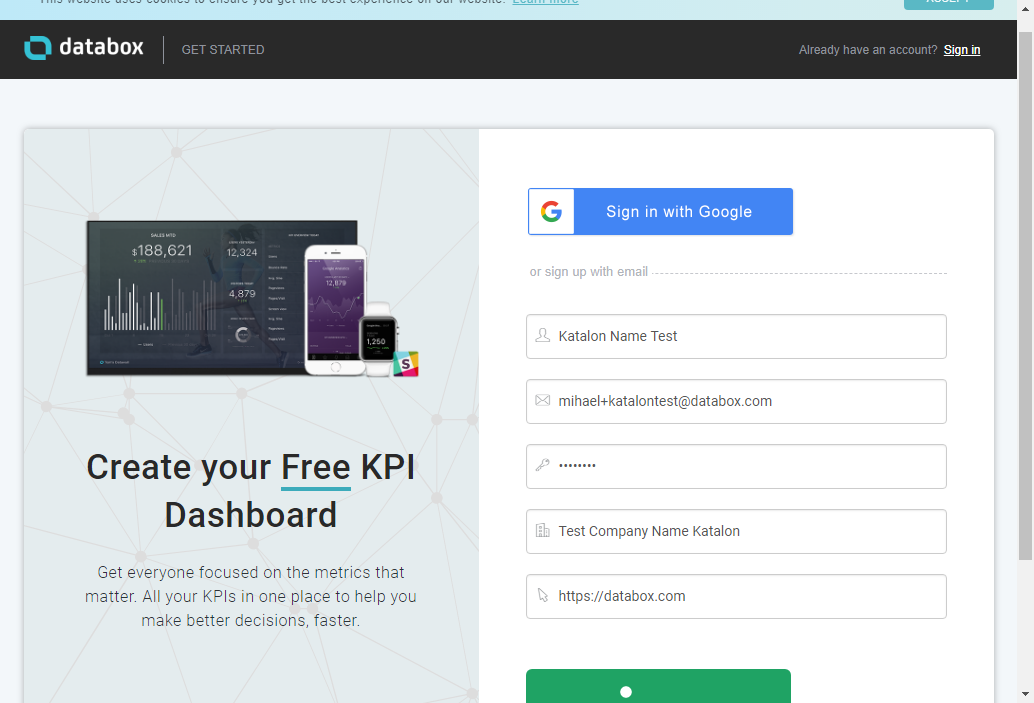 This website uses cookies to ensure you get the best experience on our website. Learn more
ACCEPT
databox
GET STARTED
Already have an account? Sign in
SALES MTD
$188,621
12,324
4,879
12,879
1,250
S
Create your Free KPI
Dashboard
Get everyone focused on the metrics that
matter. All your KPIs in one place to help you
make better decisions, faster.
G
Sign in with Google
or sign up with email
Katalon Name Test
mihael+katalontest@databox.com
••••••••
Test Company Name Katalon
https://databox.com